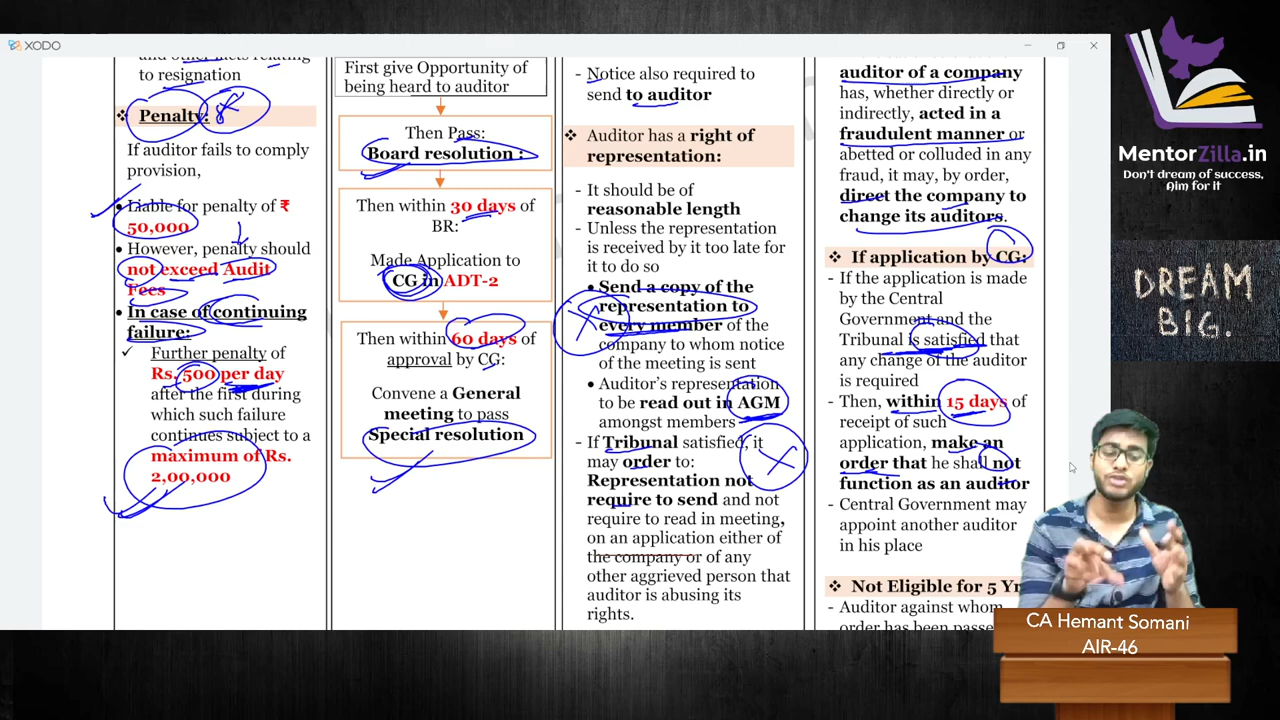 XODO
and other facts relating
to resignation
❖ Penalty:
If auditor fails to comply
provision,
• Liable for penalty of ₹
50,000
• However, penalty should
not exceed Audit
Fees
• In case of continuing
failure:
✓ Further penalty of
Rs. 500 per day
after the first during
which such failure
continues subject to a
maximum of Rs.
2,00,000
First give Opportunity of
being heard to auditor
Then Pass:
Board resolution :
Then within 30 days of
BR:
Made Application to
CG in ADT-2
Then within 60 days of
approval by CG:
Convene a General
meeting to pass
Special resolution
- Notice also required to
send to auditor
❖ Auditor has a right of
representation:
- It should be of
reasonable length
- Unless the representation
is received by it too late for
it to do so
• Send a copy of the
representation to
every member of the
company to whom notice
of the meeting is sent
• Auditor's representation
to be read out in AGM
amongst members
- If Tribunal satisfied, it
may order to:
Representation not
require to send and not
require to read in meeting,
on an application either of
the company or of any
other aggrieved person that
auditor is abusing its
rights.
auditor of a company
has, whether directly or
indirectly, acted in a
fraudulent manner or
abetted or colluded in any
fraud, it may, by order,
direct the company to
change its auditors.
❖ If application by CG:
- If the application is made
by the Central
Government and the
Tribunal is satisfied that
any change of the auditor
is required
- Then, within 15 days of
receipt of such
application, make an
order that he shall not
function as an auditor
- Central Government may
appoint another auditor
in his place
❖ Not Eligible for 5 Yr
- Auditor against whom
order has been passe
MentorZilla.in
Don't dream of success,
Aim for it
DREAM
BIG.
CA Hemant Somani
AIR-46